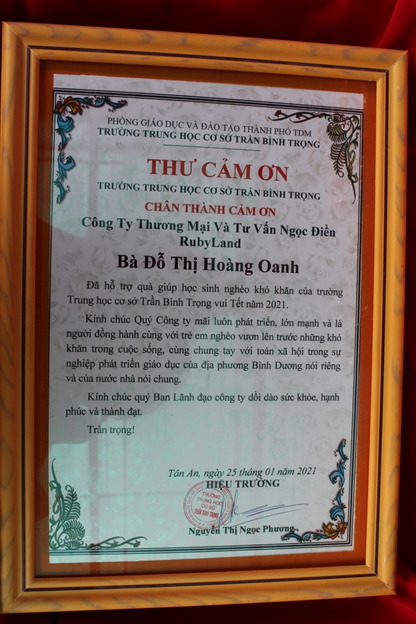 PHÒNG GIÁO DỤC VÀ ĐÀO TẠO THÀNH PHỐ TDM
TRƯỜNG TRUNG HỌC CƠ SỞ TRẦN BÌNH TRỌNG
THƯ CẢM ƠN
TRƯỜNG TRUNG HỌC CƠ SỞ TRẦN BÌNH TRỌNG
CHÂN THÀNH CẢM ƠN
Công Ty Thương Mại Và Tư Vấn Ngọc Điền
RubyLand
Bà Đỗ Thị Hoàng Oanh
Đã hỗ trợ quà giúp học sinh nghèo khó khăn của trường
Trung học cơ sở Trần Bình Trọng vui Tết năm 2021.
Kính chúc Quý Công ty mãi luôn phát triển, lớn mạnh và là
người đồng hành cùng với trẻ em nghèo vươn lên trước những khó
khăn trong cuộc sống, cùng chung tay với toàn xã hội trong sự
nghiệp phát triển giáo dục của địa phương Bình Dương nói riêng
và của nước nhà nói chung.
Kính chúc quý Ban Lãnh đạo công ty dồi dào sức khỏe, hạnh
phúc và thành đạt.
Trân trọng!
Tân An, ngày 25 tháng 01 năm 2021
HIỆU TRƯỞNG
TRƯỜNG
TRUNG HỌC
CƠ SỞ
TRẦN BÌNH TRỌNG
Nguyễn Thị Ngọc Phương